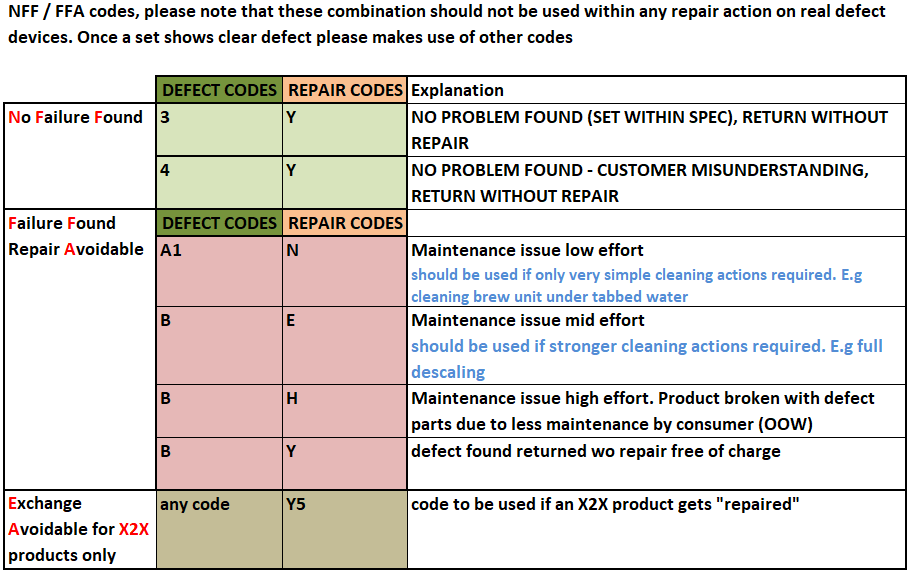 NFF / FFA codes, please note that these combination should not be used within any repair action on real defect
devices. Once a set shows clear defect please makes use of other codes
DEFECT CODES REPAIR CODES Explanation
No Failure Found 3 Y NO PROBLEM FOUND (SET WITHIN SPEC), RETURN WITHOUT
REPAIR
4 Y NO PROBLEM FOUND - CUSTOMER MISUNDERSTANDING,
RETURN WITHOUT REPAIR
Failure Found DEFECT CODES REPAIR CODES
Repair Avoidable A1 N Maintenance issue low effort
should be used if only very simple cleaning actions required. E.g
cleaning brew unit under tabbed water
B E Maintenance issue mid effort
should be used if stronger cleaning actions required. E.g full
descaling
B H Maintenance issue high effort. Product broken with defect
parts due to less maintenance by consumer (OOW)
B Y defect found returned wo repair free of charge
Exchange any code Y5 code to be used if an X2X product gets "repaired"
Avoidable for X2X
products only